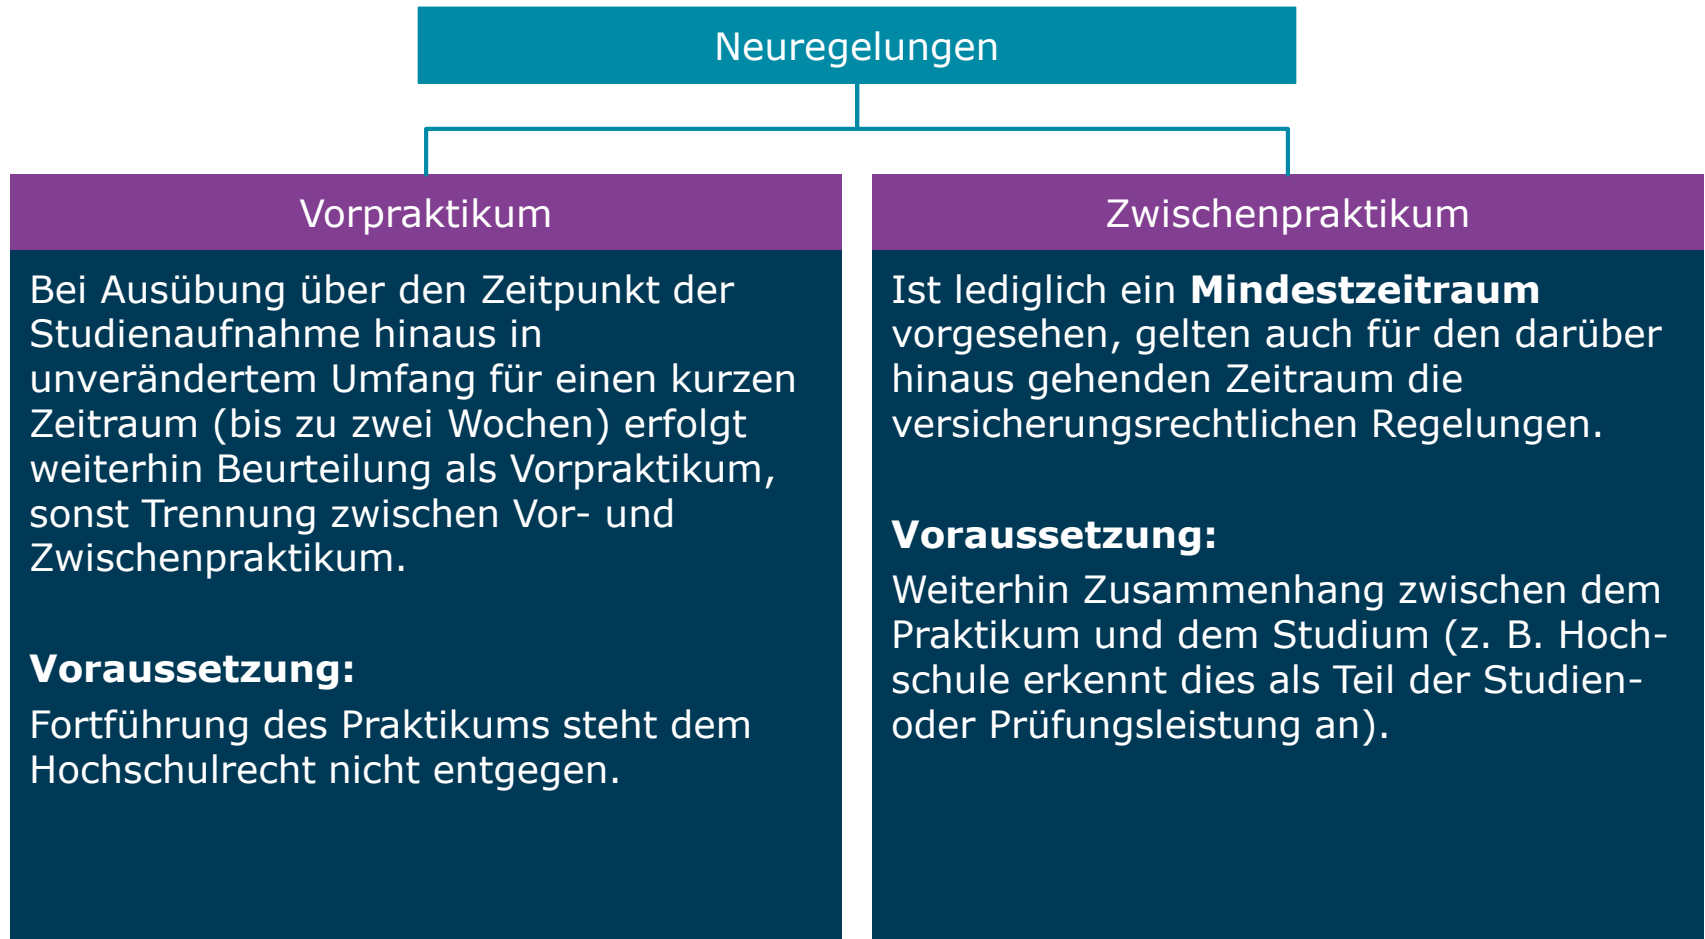 Neuregelungen
Vorpraktikum
Bei Ausübung über den Zeitpunkt der
Studienaufnahme hinaus in
unverändertem Umfang für einen kurzen
Zeitraum (bis zu zwei Wochen) erfolgt
weiterhin Beurteilung als Vorpraktikum,
sonst Trennung zwischen Vor- und
Zwischenpraktikum.
Voraussetzung:
Fortführung des Praktikums steht dem
Hochschulrecht nicht entgegen.
Zwischenpraktikum
Ist lediglich ein Mindestzeitraum
vorgesehen, gelten auch für den darüber
hinaus gehenden Zeitraum die
versicherungsrechtlichen Regelungen.
Voraussetzung:
Weiterhin Zusammenhang zwischen dem
Praktikum und dem Studium (z. B. Hoch-
schule erkennt dies als Teil der Studien-
oder Prüfungsleistung an).